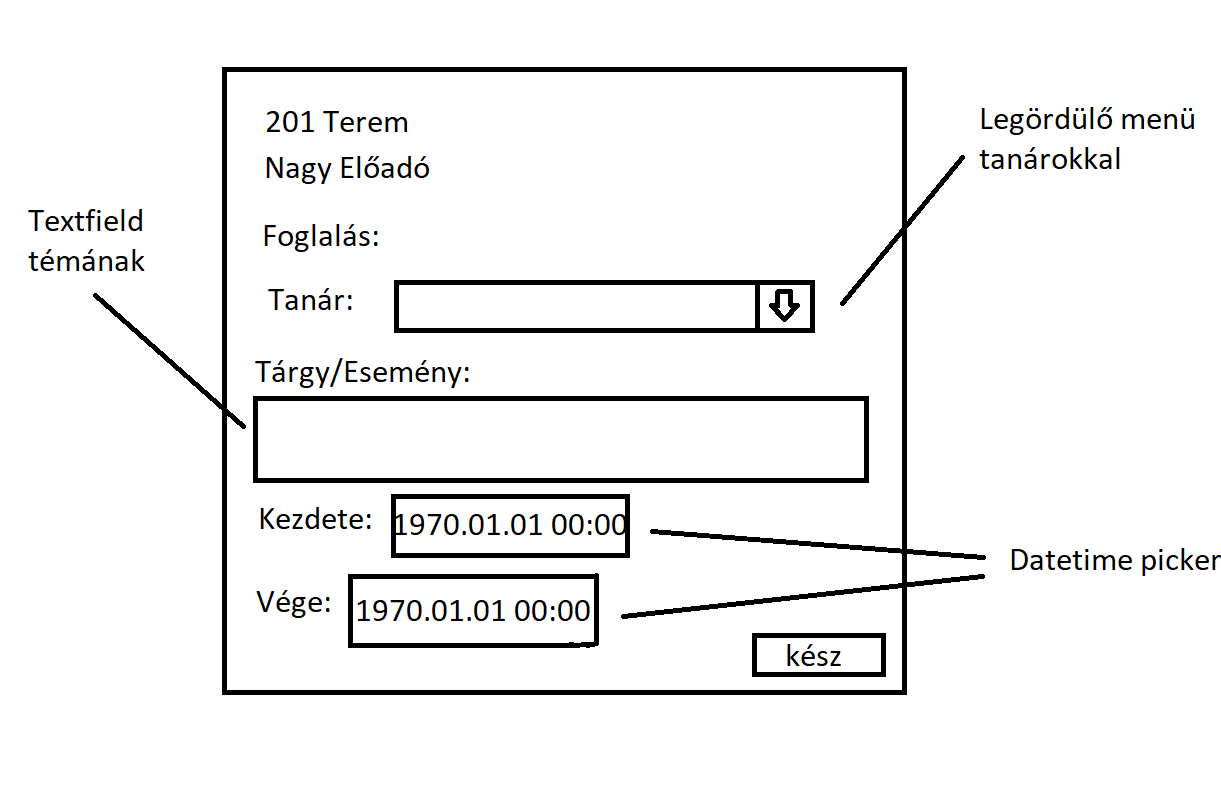 201 Terem
Nagy Előadó
Legördülő menü
tanárokkal
Textfield
témának
Foglalás:
Tanár:
Tárgy/Esemény:
Kezdete:
1970.01.01 00:00
Datetime picker
Vége:
1970.01.01 00:00
kész